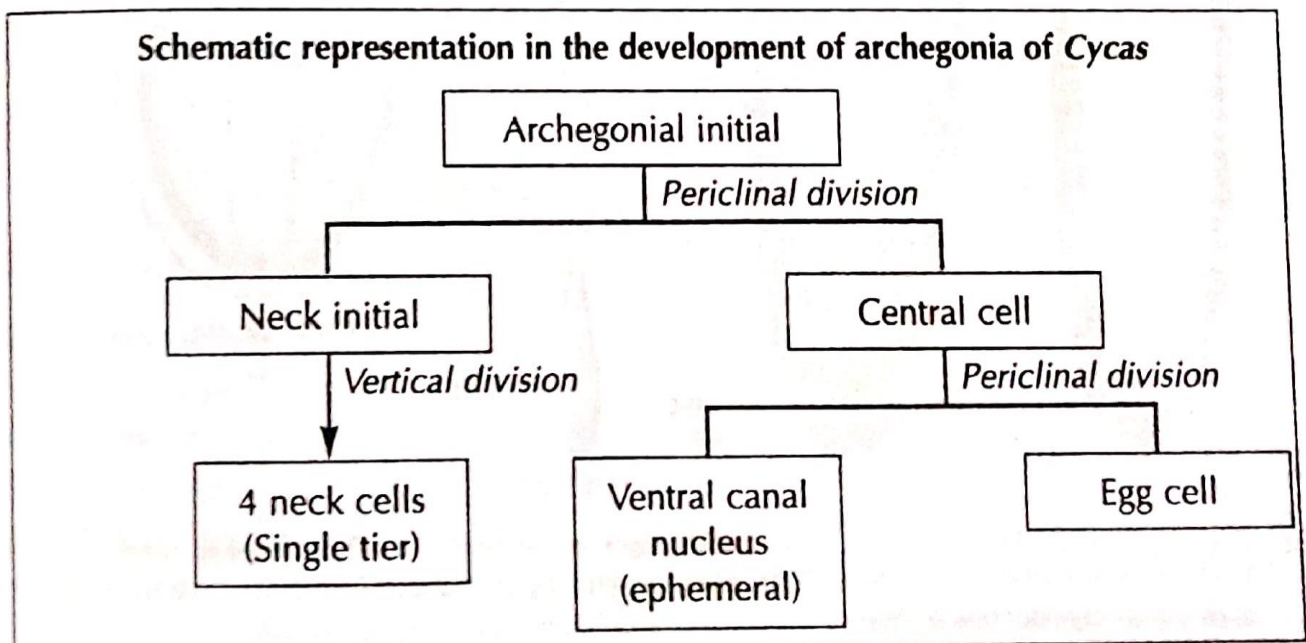 Schematic representation in the development of archegonia of Cycas
Archegonial initial
Periclinal division
Neck initial
Central cell
Vertical division
Periclinal division
4 neck cells
(Single tier)
Ventral canal
nucleus
(ephemeral)
Egg cell